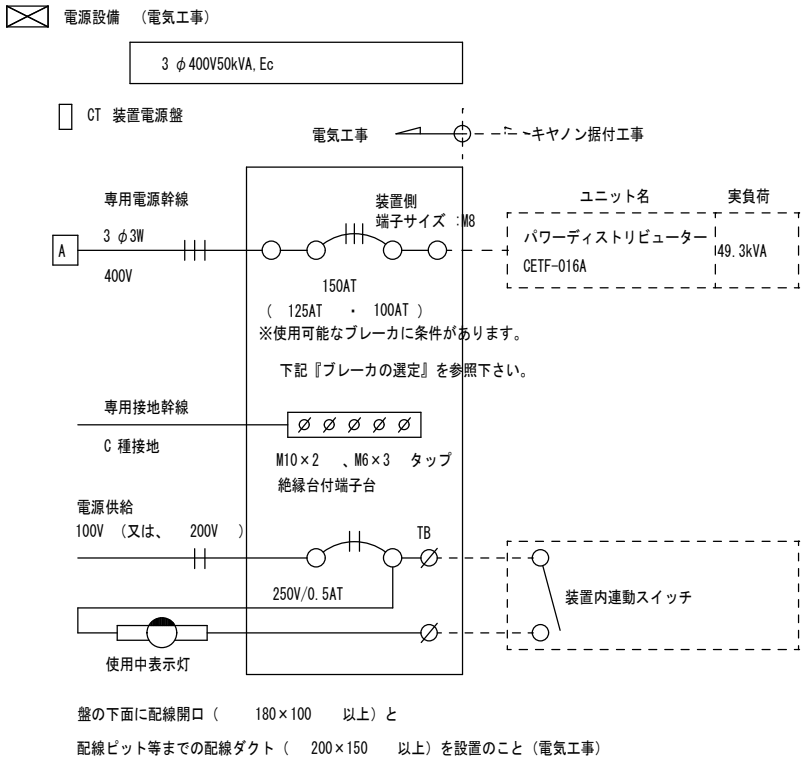 電源設備 (電気工事)
3 φ400V50kVA,Ec
CT 装置電源盤
電気工事
キヤノン据付工事
専用電源幹線
装置側
端子サイズ :M8
ユニット名
実負荷
A
3 φ3W
400V
パワーディストリビューター
CETF-016A
49.3kVA
150AT
( 125AT ・ 100AT )
※使用可能なブレーカに条件があります。
下記『ブレーカの選定』を参照下さい。
専用接地幹線
C 種接地
M10×2 、M6×3 タップ
絶縁台付端子台
電源供給
100V (又は、 200V )
TB
250V/0.5AT
装置内連動スイッチ
使用中表示灯
盤の下面に配線開口( 180×100 以上)と
配線ピット等までの配線ダクト( 200×150 以上)を設置のこと(電気工事)